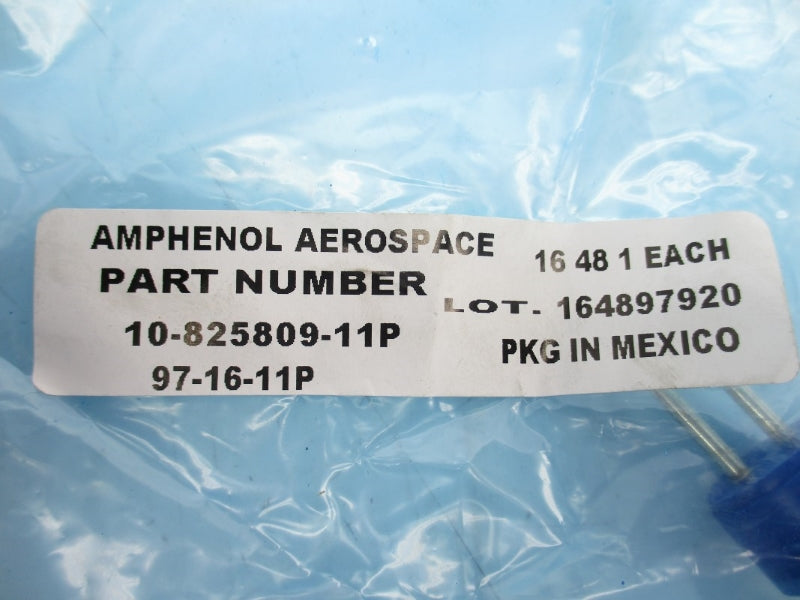 AMPHENOL AEROSPACE
PART NUMBER
10-825809-11P
97-16-11P
16 48 1 EACH
LOT. 164897920
PKG IN MEXICO